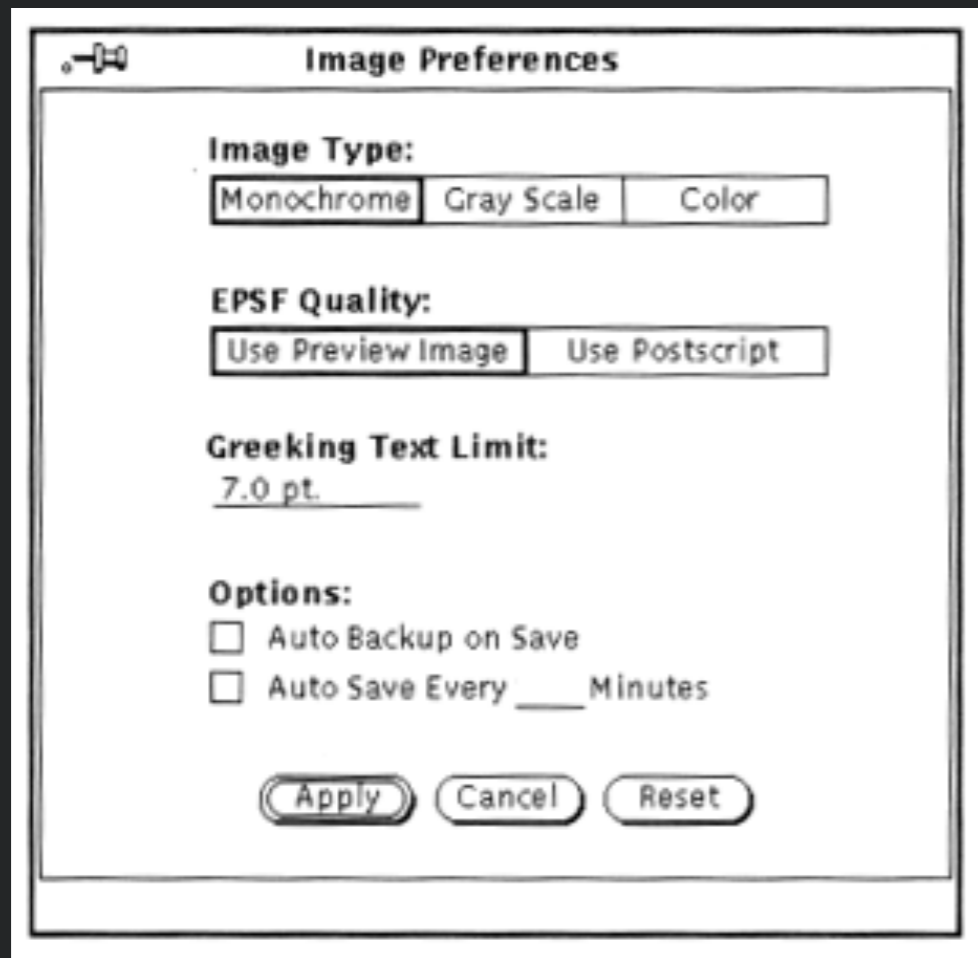 Image Preferences
Image Type:
Monochrome Gray Scale Color
EPSF Quality:
Use Preview Image Use Postscript
Greeking Text Limit:
7.0 pt.
Options:
Auto Backup on Save
Auto Save Every ____ Minutes
Apply Cancel Reset